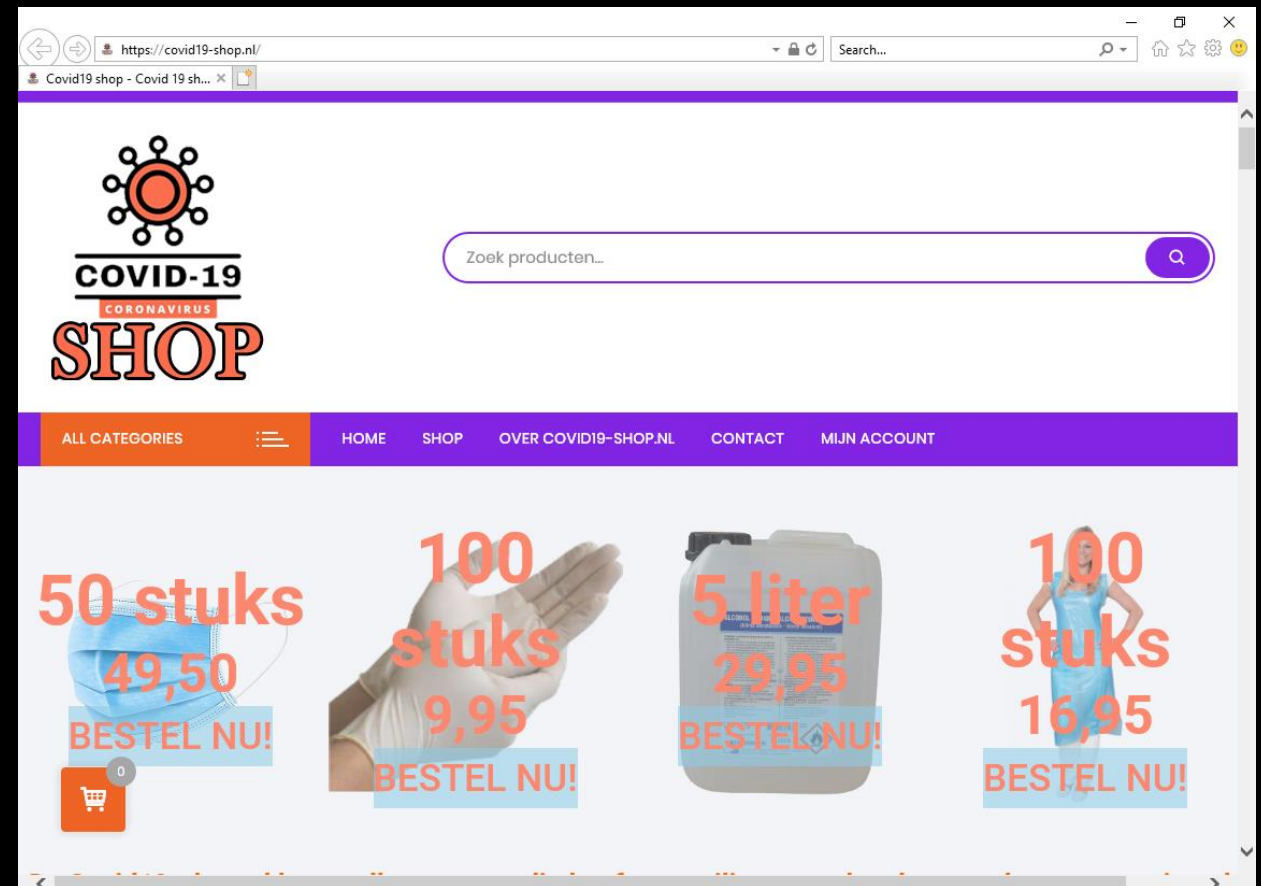 https://covid19-shop.nl/
Search...
Covid19 shop - Covid 19 sh...
COVID-19
CORONAVIRUS
SHOP
Zoek producten...
ALL CATEGORIES
HOME
SHOP
OVER COVID19-SHOP.NL
CONTACT
MIJN ACCOUNT
50 stuks
49,50
BESTEL NU!
100
stuks
9,95
BESTEL NU!
5 liter
29,95
BESTEL NU!
100
stuks
16,95
BESTEL NU!
0